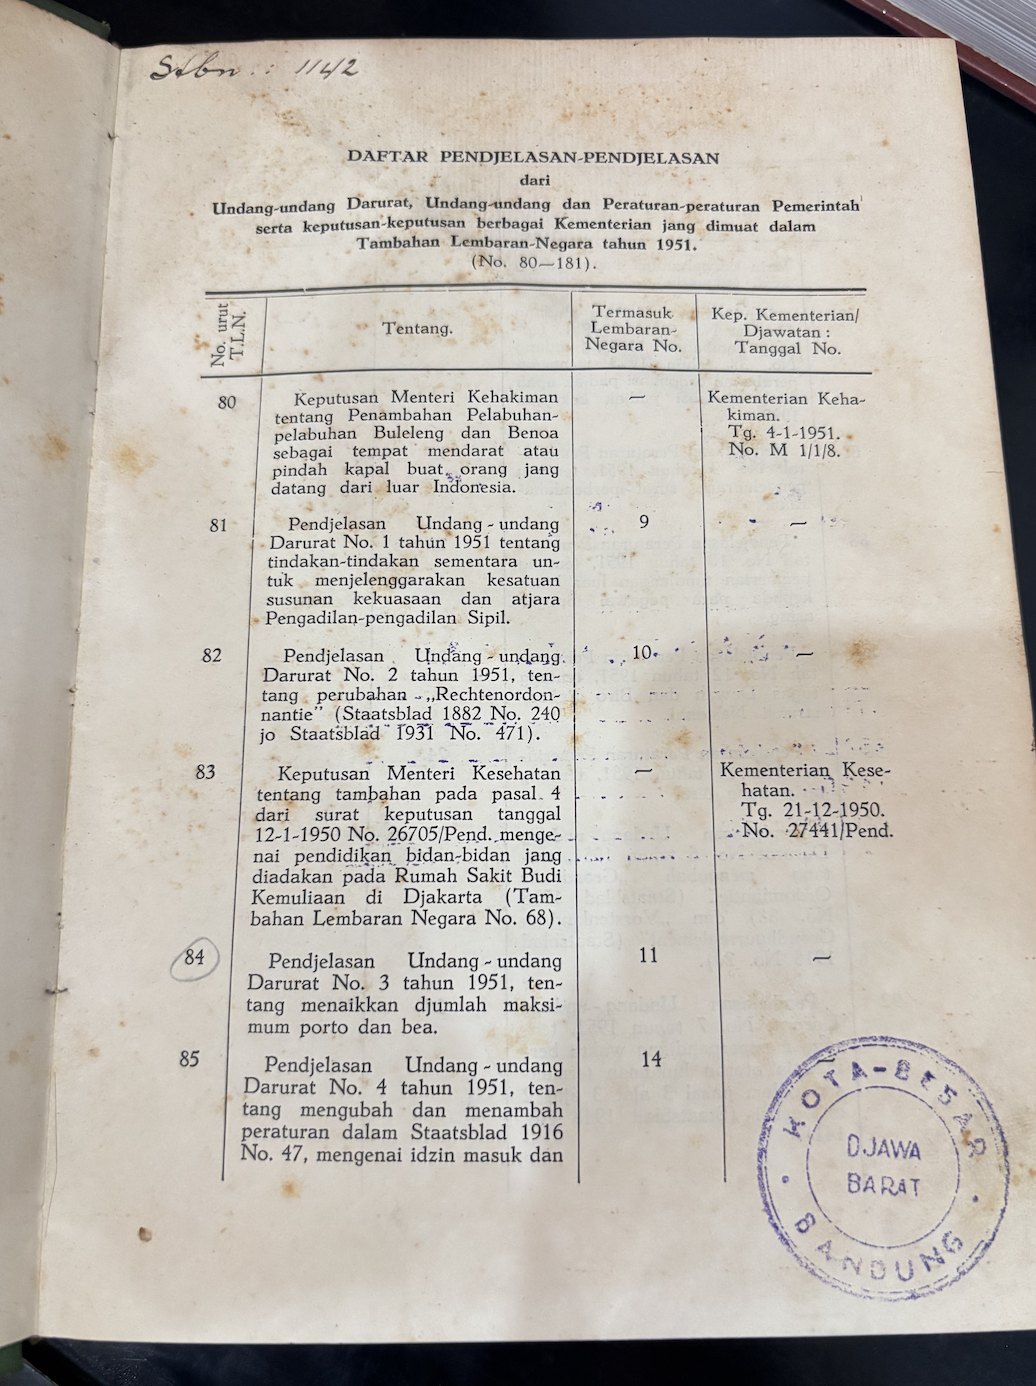 Stbn : 1142
DAFTAR PENDJELASAN-PENDJELASAN
dari
Undang-undang Darurat, Undang-undang dan Peraturan-peraturan Pemerintah
serta keputusan-keputusan berbagai Kementerian jang dimuat dalam
Tambahan Lembaran-Negara tahun 1951.
(No. 80—181).
No. urut
T.L.N.
Tentang.
Termasuk
Lembaran-
Negara No.
Kep. Kementerian/
Djawatan :
Tanggal No.
80
Keputusan Menteri Kehakiman
tentang Penambahan Pelabuhan-
pelabuhan Buleleng dan Benoa
sebagai tempat mendarat atau
pindah kapal buat orang jang
datang dari luar Indonesia.
—
Kementerian Keha-
kiman.
Tg. 4-1-1951.
No. M 1/1/8.
81
Pendjelasan Undang-undang
Darurat No. 1 tahun 1951 tentang
tindakan-tindakan sementara un-
tuk menjelenggarakan kesatuan
susunan kekuasaan dan atjara
Pengadilan-pengadilan Sipil.
9
—
82
Pendjelasan Undang-undang
Darurat No. 2 tahun 1951, ten-
tang perubahan „Rechtenordon-
nantie” (Staatsblad 1882 No. 240
jo Staatsblad 1931 No. 471).
10
—
83
Keputusan Menteri Kesehatan
tentang tambahan pada pasal 4
dari surat keputusan tanggal
12-1-1950 No. 26705/Pend. menge-
nai pendidikan bidan-bidan jang
diadakan pada Rumah Sakit Budi
Kemuliaan di Djakarta (Tam-
bahan Lembaran Negara No. 68).
—
Kementerian Kese-
hatan.
Tg. 21-12-1950.
No. 27441/Pend.
84
Pendjelasan Undang-undang
Darurat No. 3 tahun 1951, ten-
tang menaikkan djumlah maksi-
mum porto dan bea.
11
—
85
Pendjelasan Undang-undang
Darurat No. 4 tahun 1951, ten-
tang mengubah dan menambah
peraturan dalam Staatsblad 1916
No. 47, mengenai idzin masuk dan
14
KOTA-BESAR
DJAWA
BARAT
BANDUNG